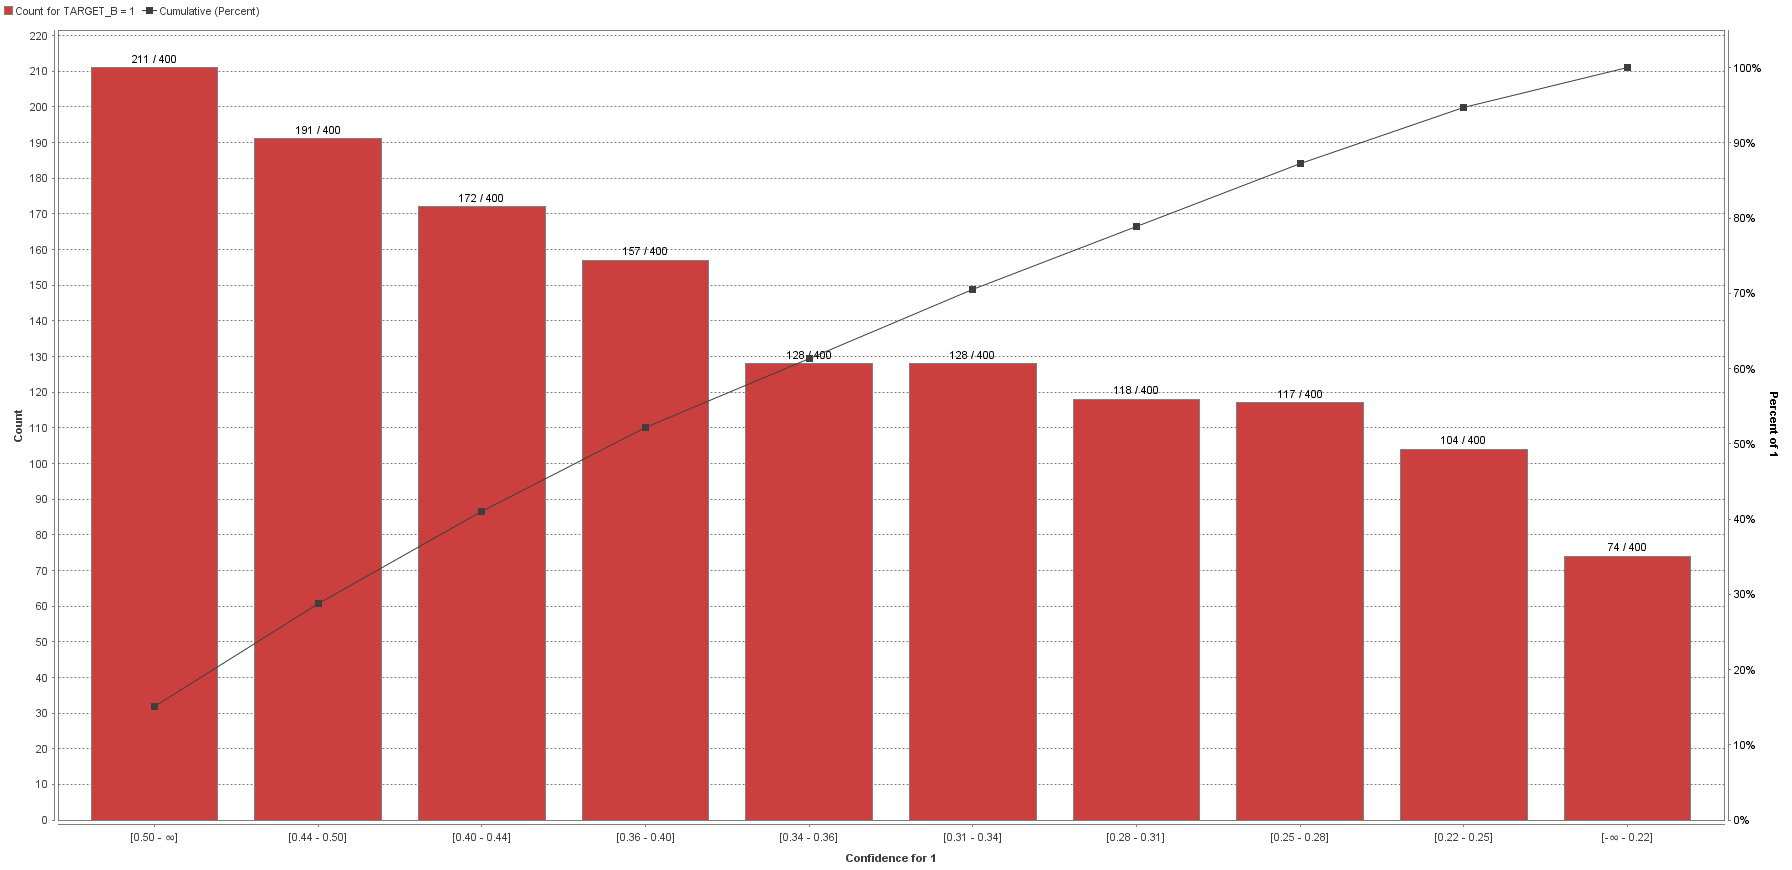 Count for TARGET_B = 1 Cumulative (Percent)
220
210
200
190
180
170
160
150
140
130
120
110
100
90
80
70
60
50
40
30
20
10
0
Count
211 / 400
191 / 400
172 / 400
157 / 400
128 / 400
128 / 400
118 / 400
117 / 400
104 / 400
74 / 400
100%
90%
80%
70%
60%
50%
40%
30%
20%
10%
0%
Percent of 1
[0.50 - ∞] [0.44 - 0.50] [0.40 - 0.44] [0.36 - 0.40] [0.34 - 0.36] [0.31 - 0.34] [0.28 - 0.31] [0.25 - 0.28] [0.22 - 0.25] [-∞ - 0.22]
Confidence for 1